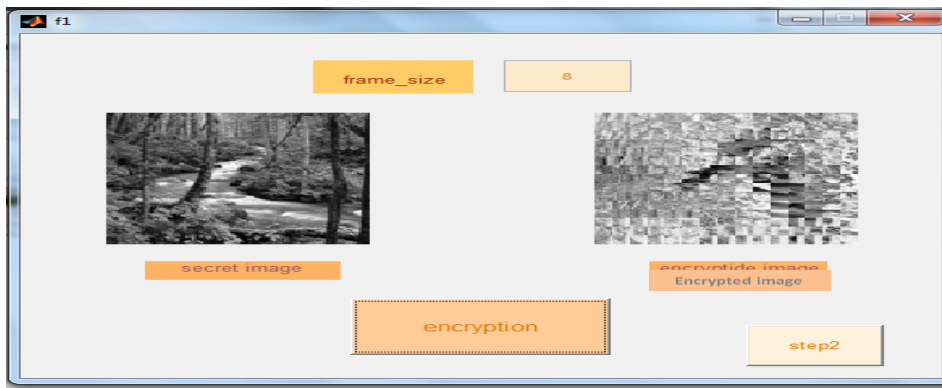 f1
frame_size
8
secret image
encryptide image
Encrypted image
encryption
step2